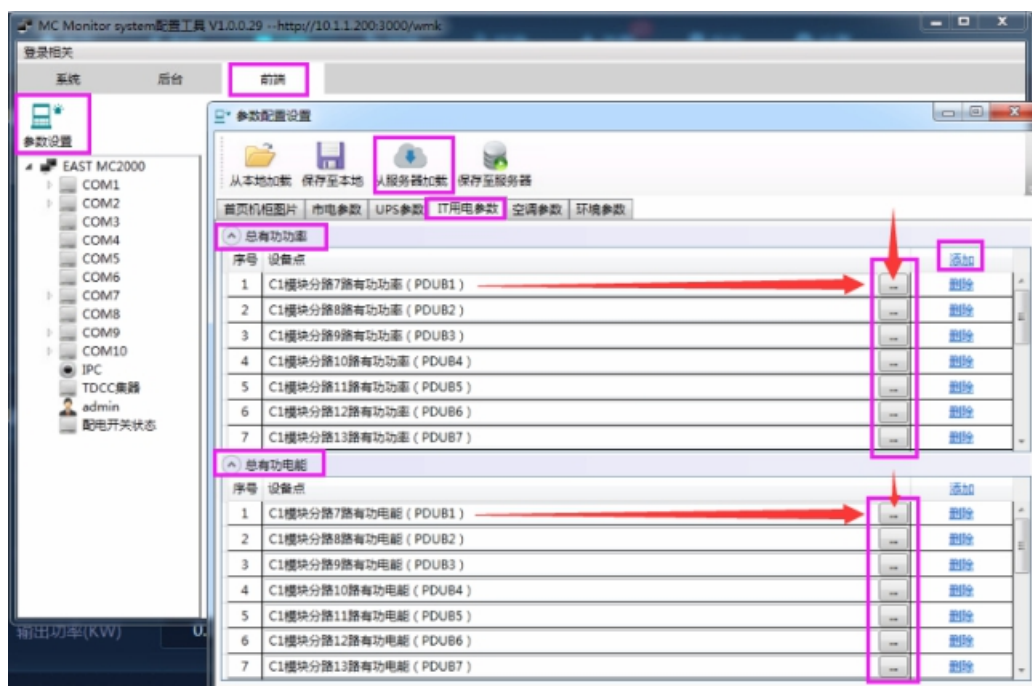 MC Monitor system配置工具 V1.0.0.29 --http://10.1.1.200:3000/wmk
登录相关
系统 后台 前端
参数设置
参数配置设置
从本地加载 保存至本地 从服务器加载 保存至服务器
首页机柜图片 市电参数 UPS参数 IT用电参数 空调参数 环境参数
EAST MC2000
COM1
COM2
COM3
COM4
COM5
COM6
COM7
COM8
COM9
COM10
IPC
TDCC集器
admin
配电开关状态
总有功功率
序号 设备点 添加
1 C1模块分路7路有功功率（PDUB1） ... 删除
2 C1模块分路8路有功功率（PDUB2） ... 删除
3 C1模块分路9路有功功率（PDUB3） ... 删除
4 C1模块分路10路有功功率（PDUB4） ... 删除
5 C1模块分路11路有功功率（PDUB5） ... 删除
6 C1模块分路12路有功功率（PDUB6） ... 删除
7 C1模块分路13路有功功率（PDUB7） ... 删除
总有功电能
序号 设备点 添加
1 C1模块分路7路有功电能（PDUB1） ... 删除
2 C1模块分路8路有功电能（PDUB2） ... 删除
3 C1模块分路9路有功电能（PDUB3） ... 删除
4 C1模块分路10路有功电能（PDUB4） ... 删除
5 C1模块分路11路有功电能（PDUB5） ... 删除
6 C1模块分路12路有功电能（PDUB6） ... 删除
7 C1模块分路13路有功电能（PDUB7） ... 删除
输出功率(KW) 0.